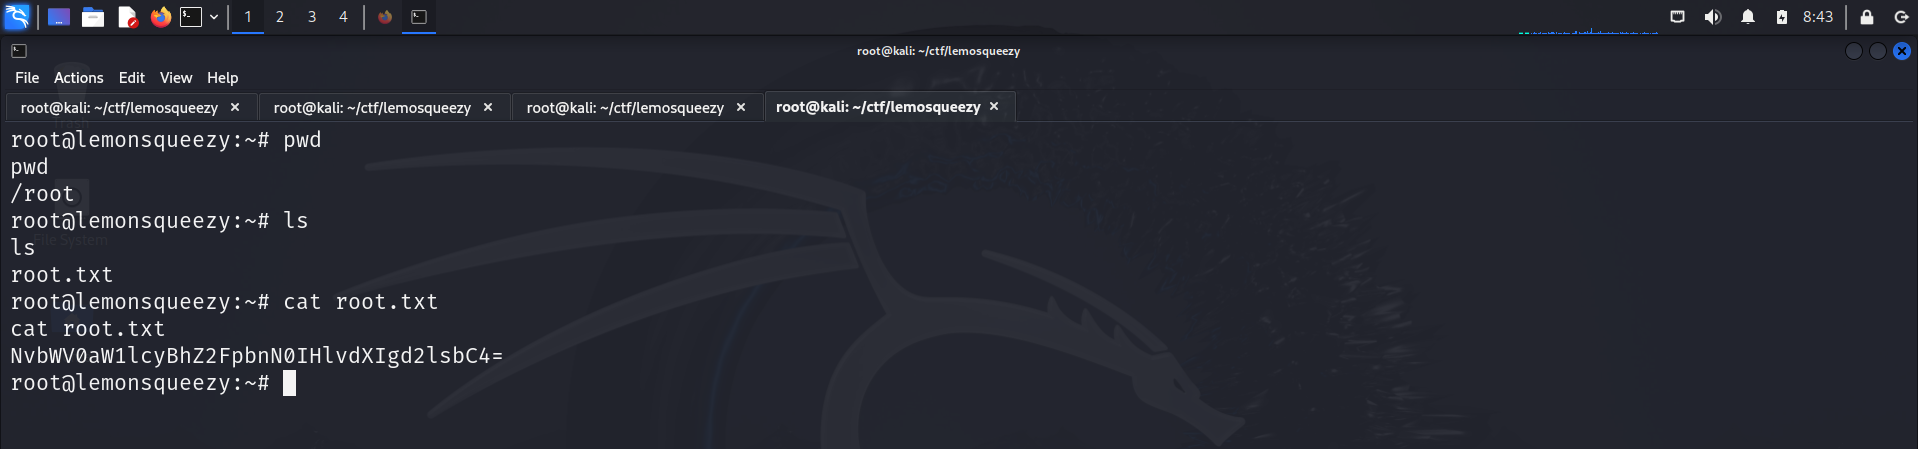 1 2 3 4 8:43
root@kali: ~/ctf/lemosqueezy
File Actions Edit View Help
root@kali: ~/ctf/lemosqueezy × root@kali: ~/ctf/lemosqueezy × root@kali: ~/ctf/lemosqueezy × root@kali: ~/ctf/lemosqueezy ×
root@lemonsqueezy:~# pwd
pwd
/root
root@lemonsqueezy:~# ls
File System
ls
root.txt
root@lemonsqueezy:~# cat root.txt
cat root.txt
NvbWV0aW1lcyBhZ2FpbnN0IHlvdXIgd2lsbC4=
root@lemonsqueezy:~#